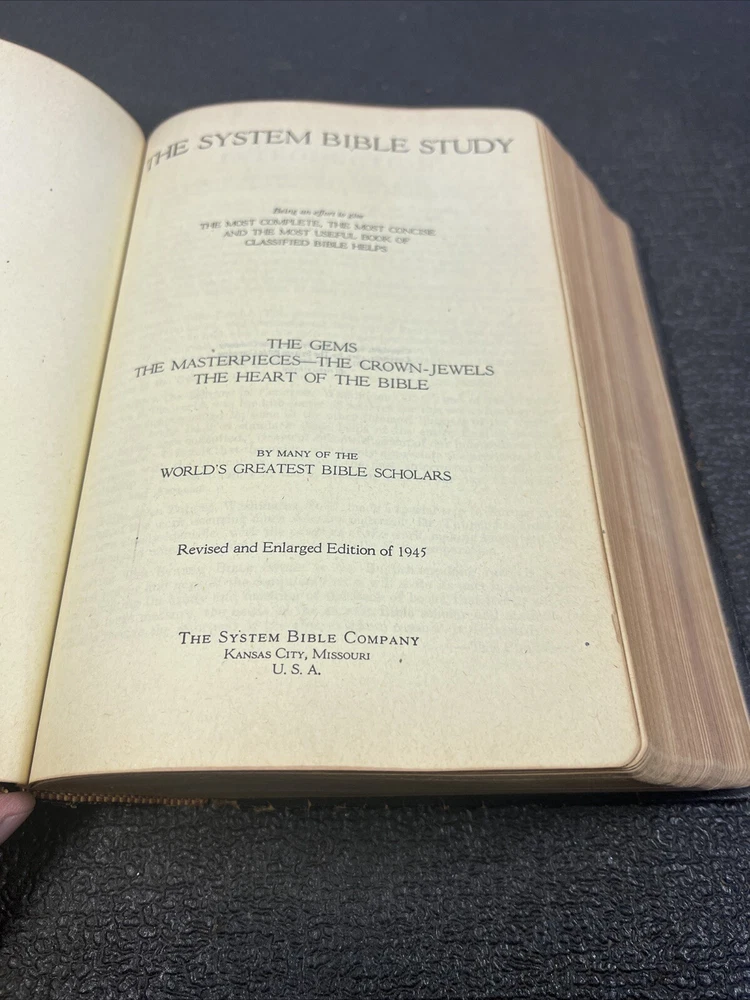 THE SYSTEM BIBLE STUDY
Being an effort to give
THE MOST COMPLETE, THE MOST CONCISE
AND THE MOST USEFUL BOOK OF
CLASSIFIED BIBLE HELPS
THE GEMS
THE MASTERPIECES—THE CROWN-JEWELS
THE HEART OF THE BIBLE
BY MANY OF THE
WORLD'S GREATEST BIBLE SCHOLARS
Revised and Enlarged Edition of 1945
THE SYSTEM BIBLE COMPANY
KANSAS CITY, MISSOURI
U. S. A.